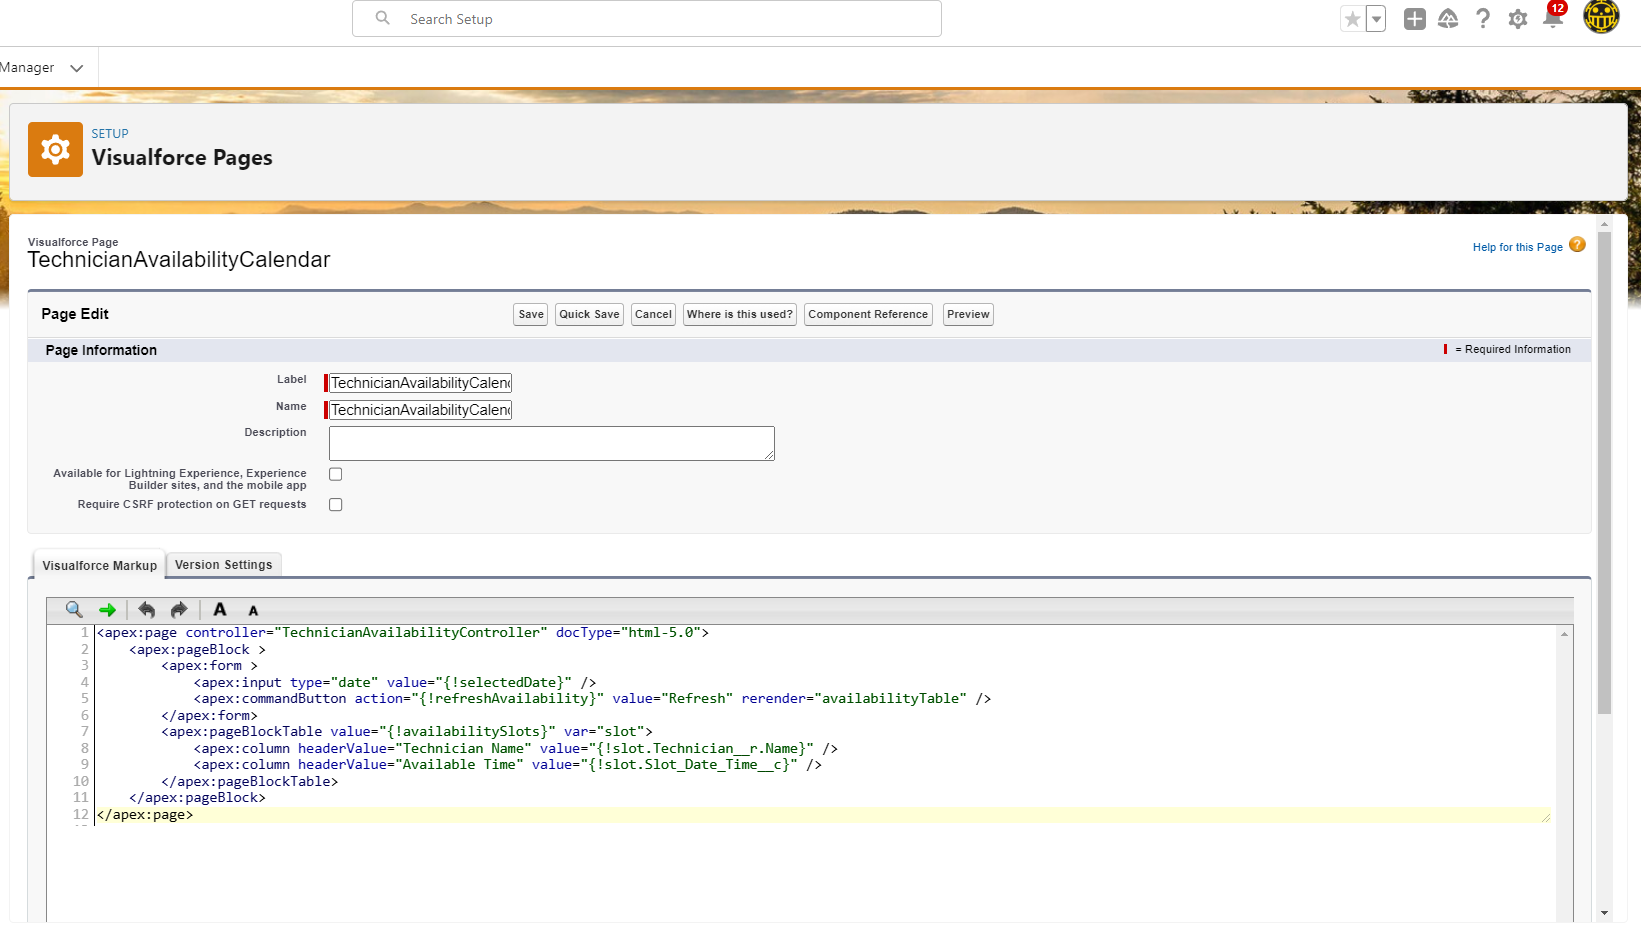 Search Setup
12
Manager
SETUP
Visualforce Pages
Visualforce Page
TechnicianAvailabilityCalendar
Help for this Page
?
Page Edit
Save
Quick Save
Cancel
Where is this used?
Component Reference
Preview
Page Information
= Required Information
Label
TechnicianAvailabilityCalen
Name
TechnicianAvailabilityCalen
Description
Available for Lightning Experience, Experience
Builder sites, and the mobile app
Require CSRF protection on GET requests
Visualforce Markup
Version Settings
A A
1 <apex:page controller="TechnicianAvailabilityController" docType="html-5.0">
2 <apex:pageBlock >
3 <apex:form >
4 <apex:input type="date" value="{!selectedDate}" />
5 <apex:commandButton action="{!refreshAvailability}" value="Refresh" rerender="availabilityTable" />
6 </apex:form>
7 <apex:pageBlockTable value="{!availabilitySlots}" var="slot">
8 <apex:column headerValue="Technician Name" value="{!slot.Technician__r.Name}" />
9 <apex:column headerValue="Available Time" value="{!slot.Slot_Date_Time__c}" />
10 </apex:pageBlockTable>
11 </apex:pageBlock>
12 </apex:page>